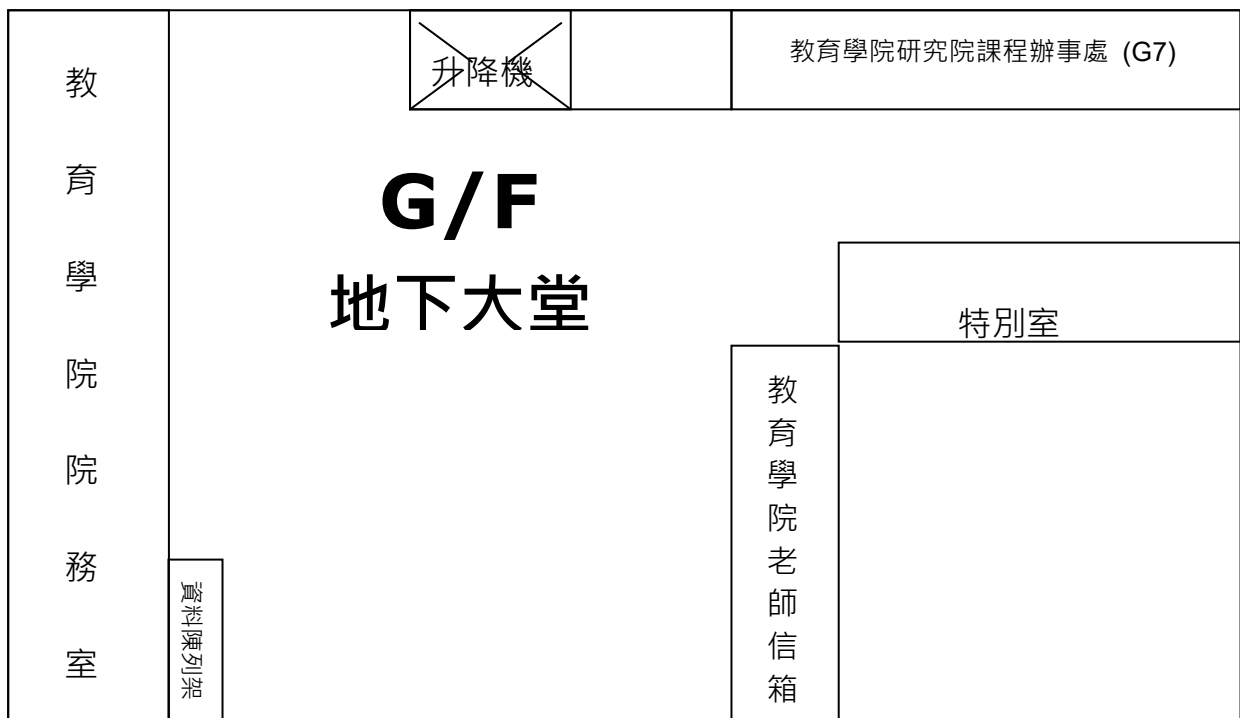 教育學院院務室
升降機
教育學院研究院課程辦事處 (G7)
G/F
地下大堂
特別室
教育學院老師信箱
資料陳列架